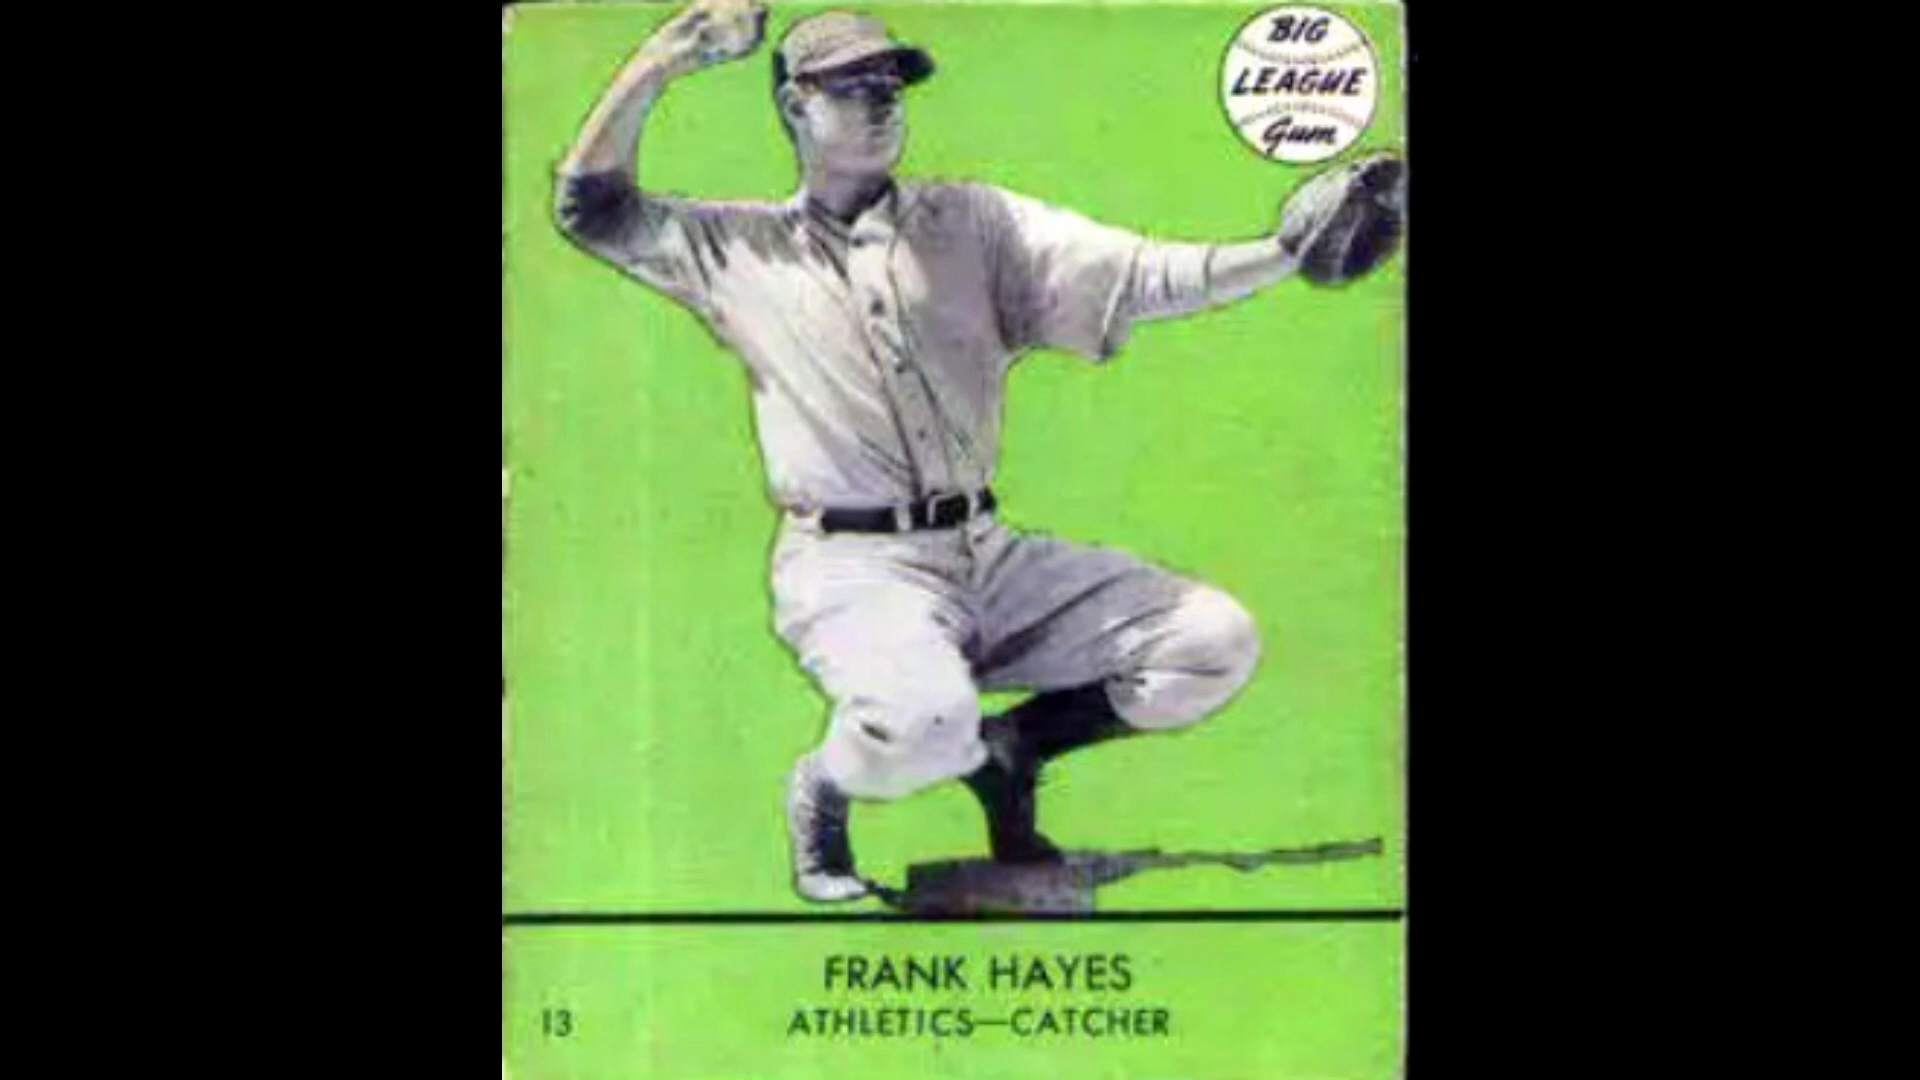 BIG
LEAGUE
Gum
FRANK HAYES
13
ATHLETICS—CATCHER